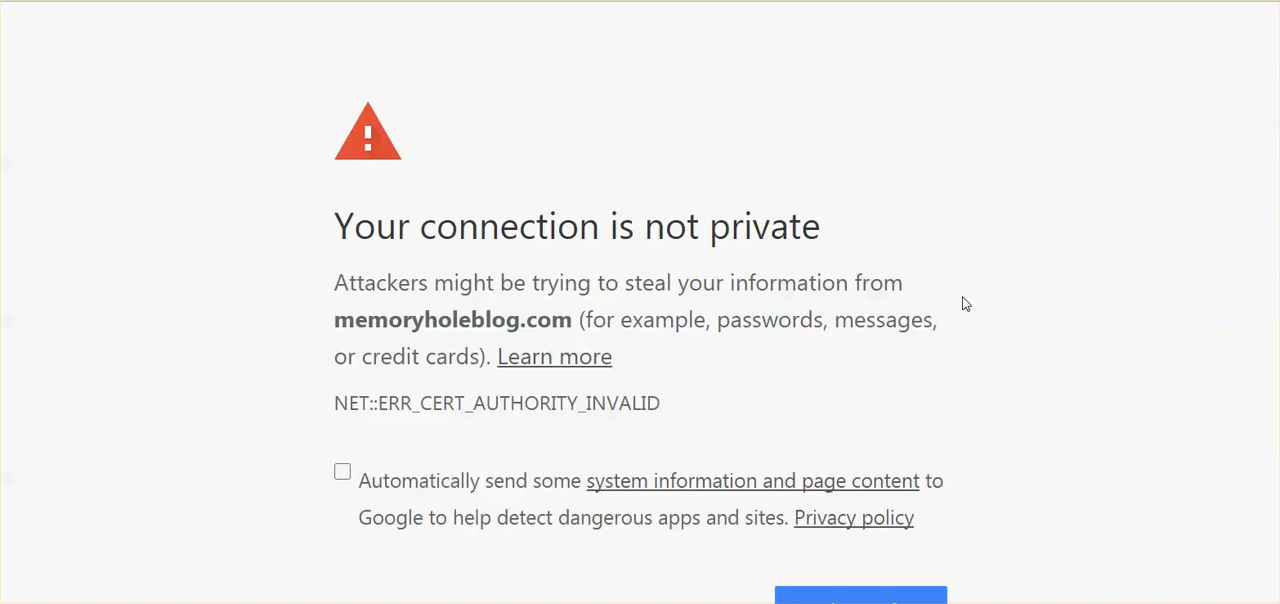 Your connection is not private
Attackers might be trying to steal your information from
memoryholeblog.com (for example, passwords, messages,
or credit cards). Learn more
NET::ERR_CERT_AUTHORITY_INVALID
Automatically send some system information and page content to
Google to help detect dangerous apps and sites. Privacy policy